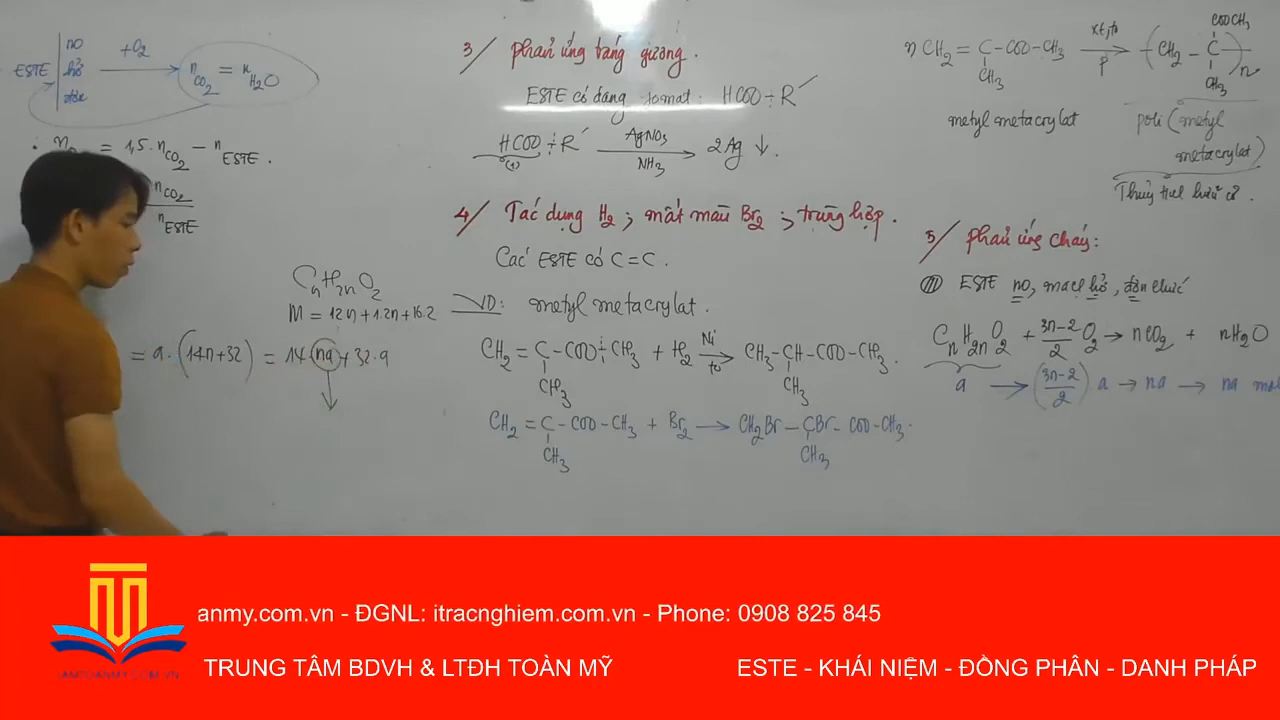 ESTE no hở đơn +O₂ → nCO₂ = nH₂O
= 1,5.nCO₂ - nESTE.
nCO₂
nESTE
CnH2nO₂
M = 12n + 1.2n + 16.2
= a.(14n+32) = 14 (na) + 32.a
3/ Phản ứng tráng gương.
ESTE có dạng fomat: HCOO÷R'
HCOO÷R' AgNO₃ → NH₃ 2Ag ↓.
4/ Tác dụng H₂; mất màu Br₂; trùng hợp.
Các ESTE có C=C.
VD: metyl metacrylat.
CH₂ = C - COO÷CH₃ + H₂ Ni → t° CH₃-CH-COO-CH₃.
CH₃ CH₃
CH₂ = C - COO-CH₃ + Br₂ → CH₂Br - CBr - COO-CH₃.
CH₃ CH₃
COOCH₃
nCH₂ = C - COO-CH₃ xt,t° → P (CH₂ - C)n
CH₃ CH₃
metyl metacrylat poli (metyl
metacrylat)
Thủy tinh hữu cơ.
5/ Phản ứng cháy:
ESTE no, mạch hở, đơn chức
CnH2nO₂ + 3n-2/2 O₂ → nCO₂ + nH₂O
a → (3n-2/2) a → na → na mol
anmy.com.vn - ĐGNL: itracnghiem.com.vn - Phone: 0908 825 845
TRUNG TÂM BDVH & LTĐH TOÀN MỸ
ESTE - KHÁI NIỆM - ĐỒNG PHÂN - DANH PHÁP